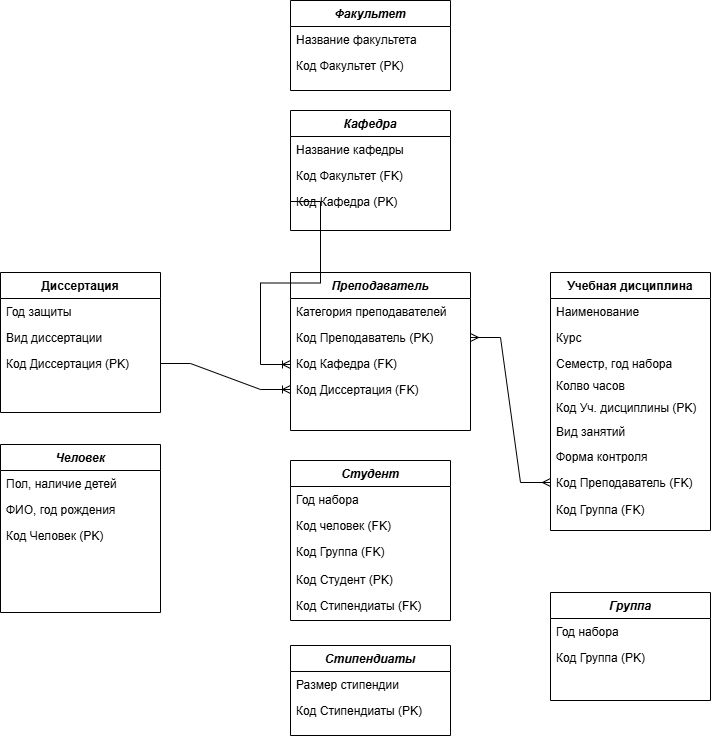 Факультет
Название факультета
Код Факультет (PK)
Кафедра
Название кафедры
Код Факультет (FK)
Код Кафедра (PK)
Диссертация
Год защиты
Вид диссертации
Код Диссертация (PK)
Преподаватель
Категория преподавателей
Код Преподаватель (PK)
Код Кафедра (FK)
Код Диссертация (FK)
Учебная дисциплина
Наименование
Курс
Семестр, год набора
Колво часов
Код Уч. дисциплины (PK)
Вид занятий
Форма контроля
Код Преподаватель (FK)
Код Группа (FK)
Человек
Пол, наличие детей
ФИО, год рождения
Код Человек (PK)
Студент
Год набора
Код человек (FK)
Код Группа (FK)
Код Студент (PK)
Код Стипендиаты (FK)
Группа
Год набора
Код Группа (PK)
Стипендиаты
Размер стипендии
Код Стипендиаты (PK)